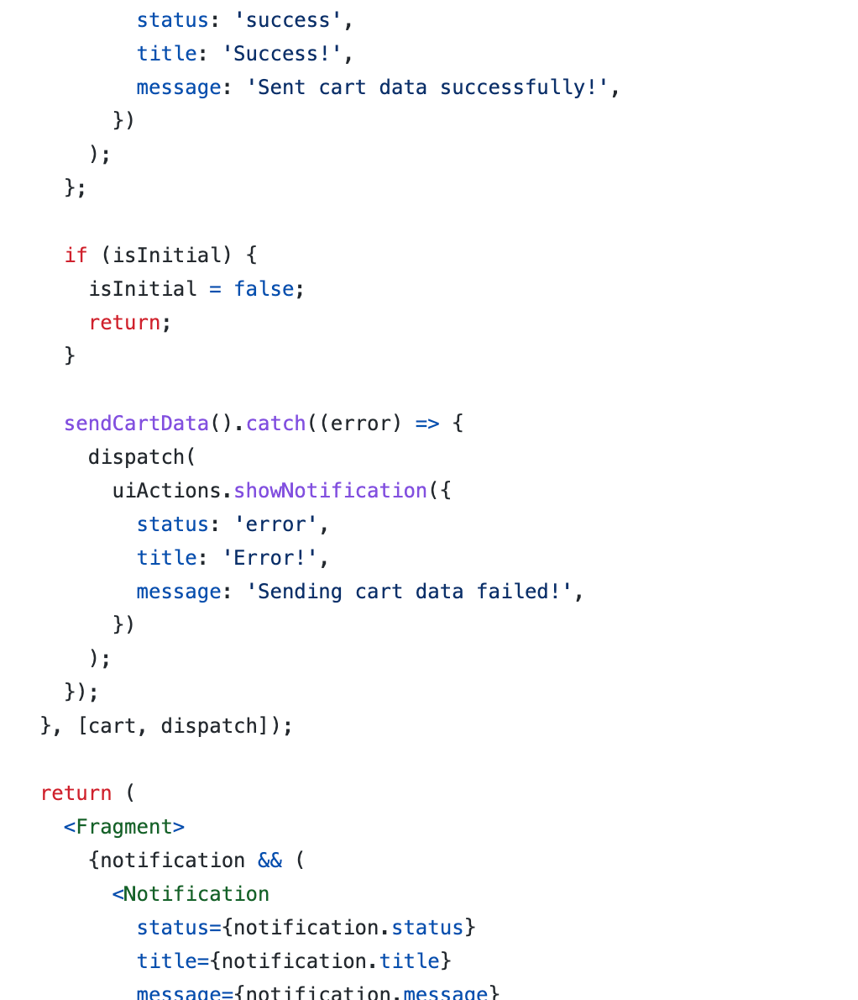 status: 'success',
title: 'Success!',
message: 'Sent cart data successfully!',
})
);
};
if (isInitial) {
isInitial = false;
return;
}
sendCartData().catch((error) => {
dispatch(
uiActions.showNotification({
status: 'error',
title: 'Error!',
message: 'Sending cart data failed!',
})
);
});
}, [cart, dispatch]);
return (
<Fragment>
{notification && (
<Notification
status={notification.status}
title={notification.title}
message={notification.message}